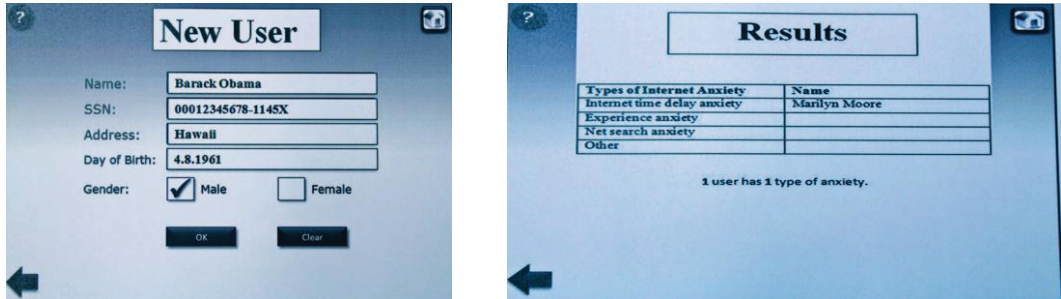 ?
New User
Name: Barack Obama
SSN: 00012345678-1145X
Address: Hawaii
Day of Birth: 4.8.1961
Gender: Male Female
OK Clear
?
Results
Types of Internet Anxiety Name
Internet time delay anxiety Marilyn Moore
Experience anxiety
Net search anxiety
Other
1 user has 1 type of anxiety.